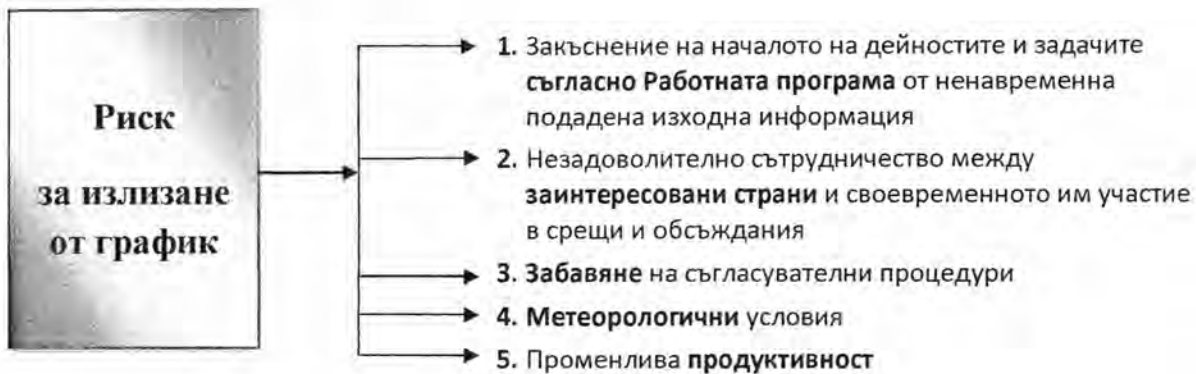 Риск
за излизане
от график
1. Закъснение на началото на дейностите и задачите
съгласно Работната програма от ненавременна
подадена изходна информация
2. Незадоволително сътрудничество между
заинтересовани страни и своевременното им участие
в срещи и обсъждания
3. Забавяне на съгласувателни процедури
4. Метеорологични условия
5. Променлива продуктивност